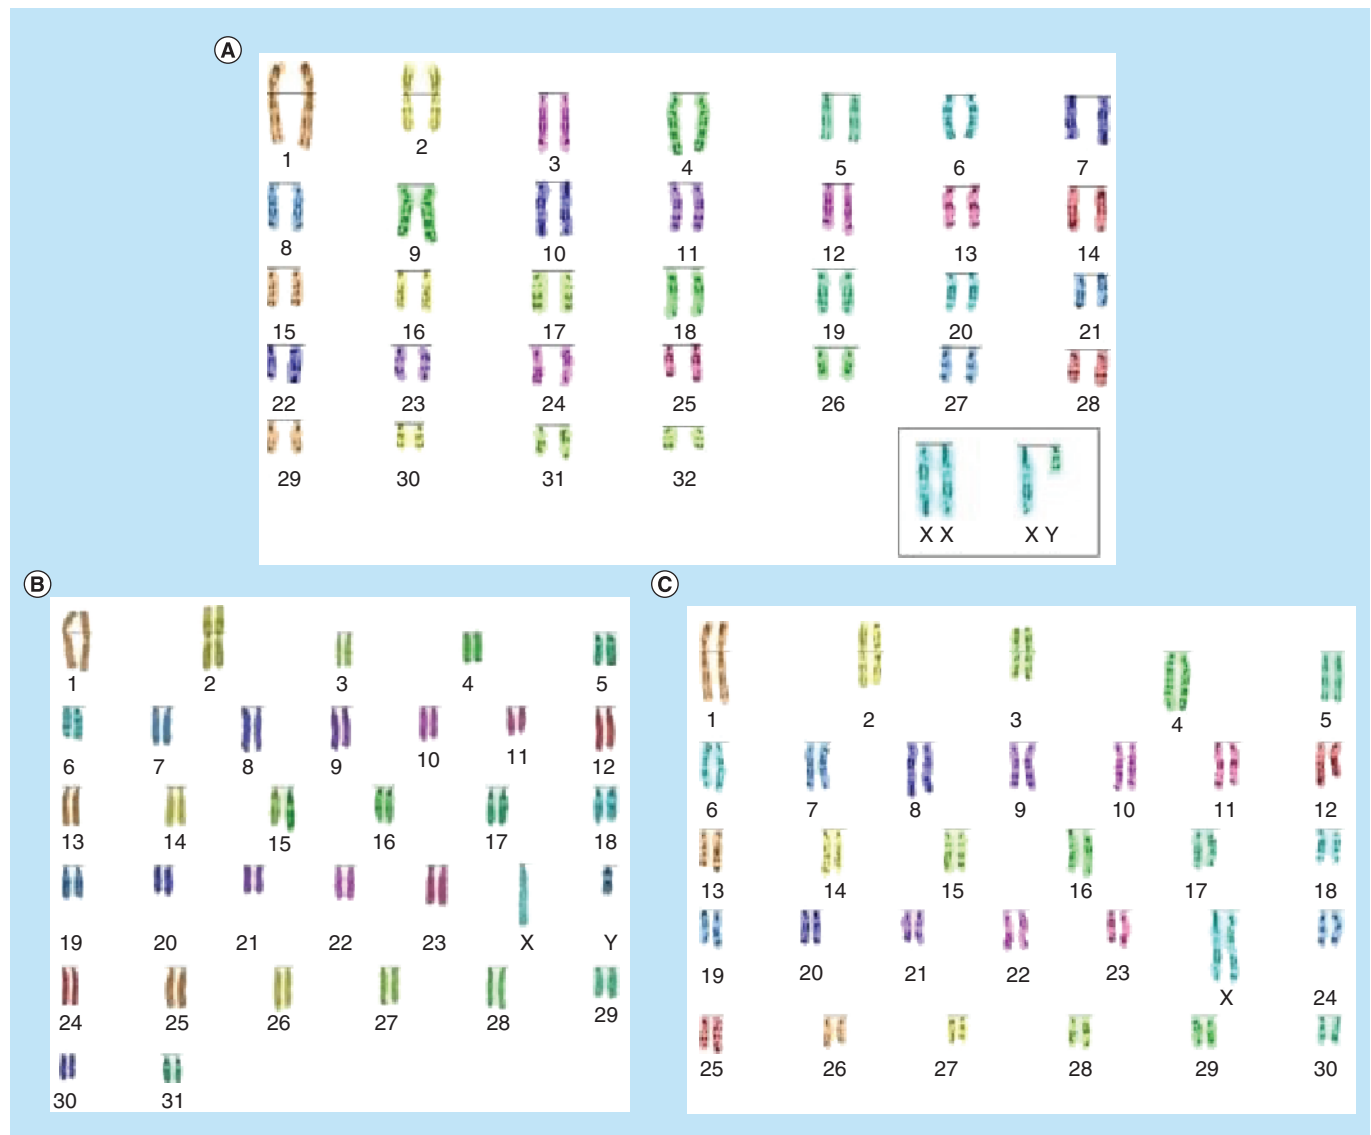 A
1 2 3 4 5 6 7
8 9 10 11 12 13 14
15 16 17 18 19 20 21
22 23 24 25 26 27 28
29 30 31 32
X X X Y
B
1 2 3 4 5
6 7 8 9 10 11 12
13 14 15 16 17 18
19 20 21 22 23 X Y
24 25 26 27 28 29
30 31
C
1 2 3 4 5
6 7 8 9 10 11 12
13 14 15 16 17 18
19 20 21 22 23 X 24
25 26 27 28 29 30